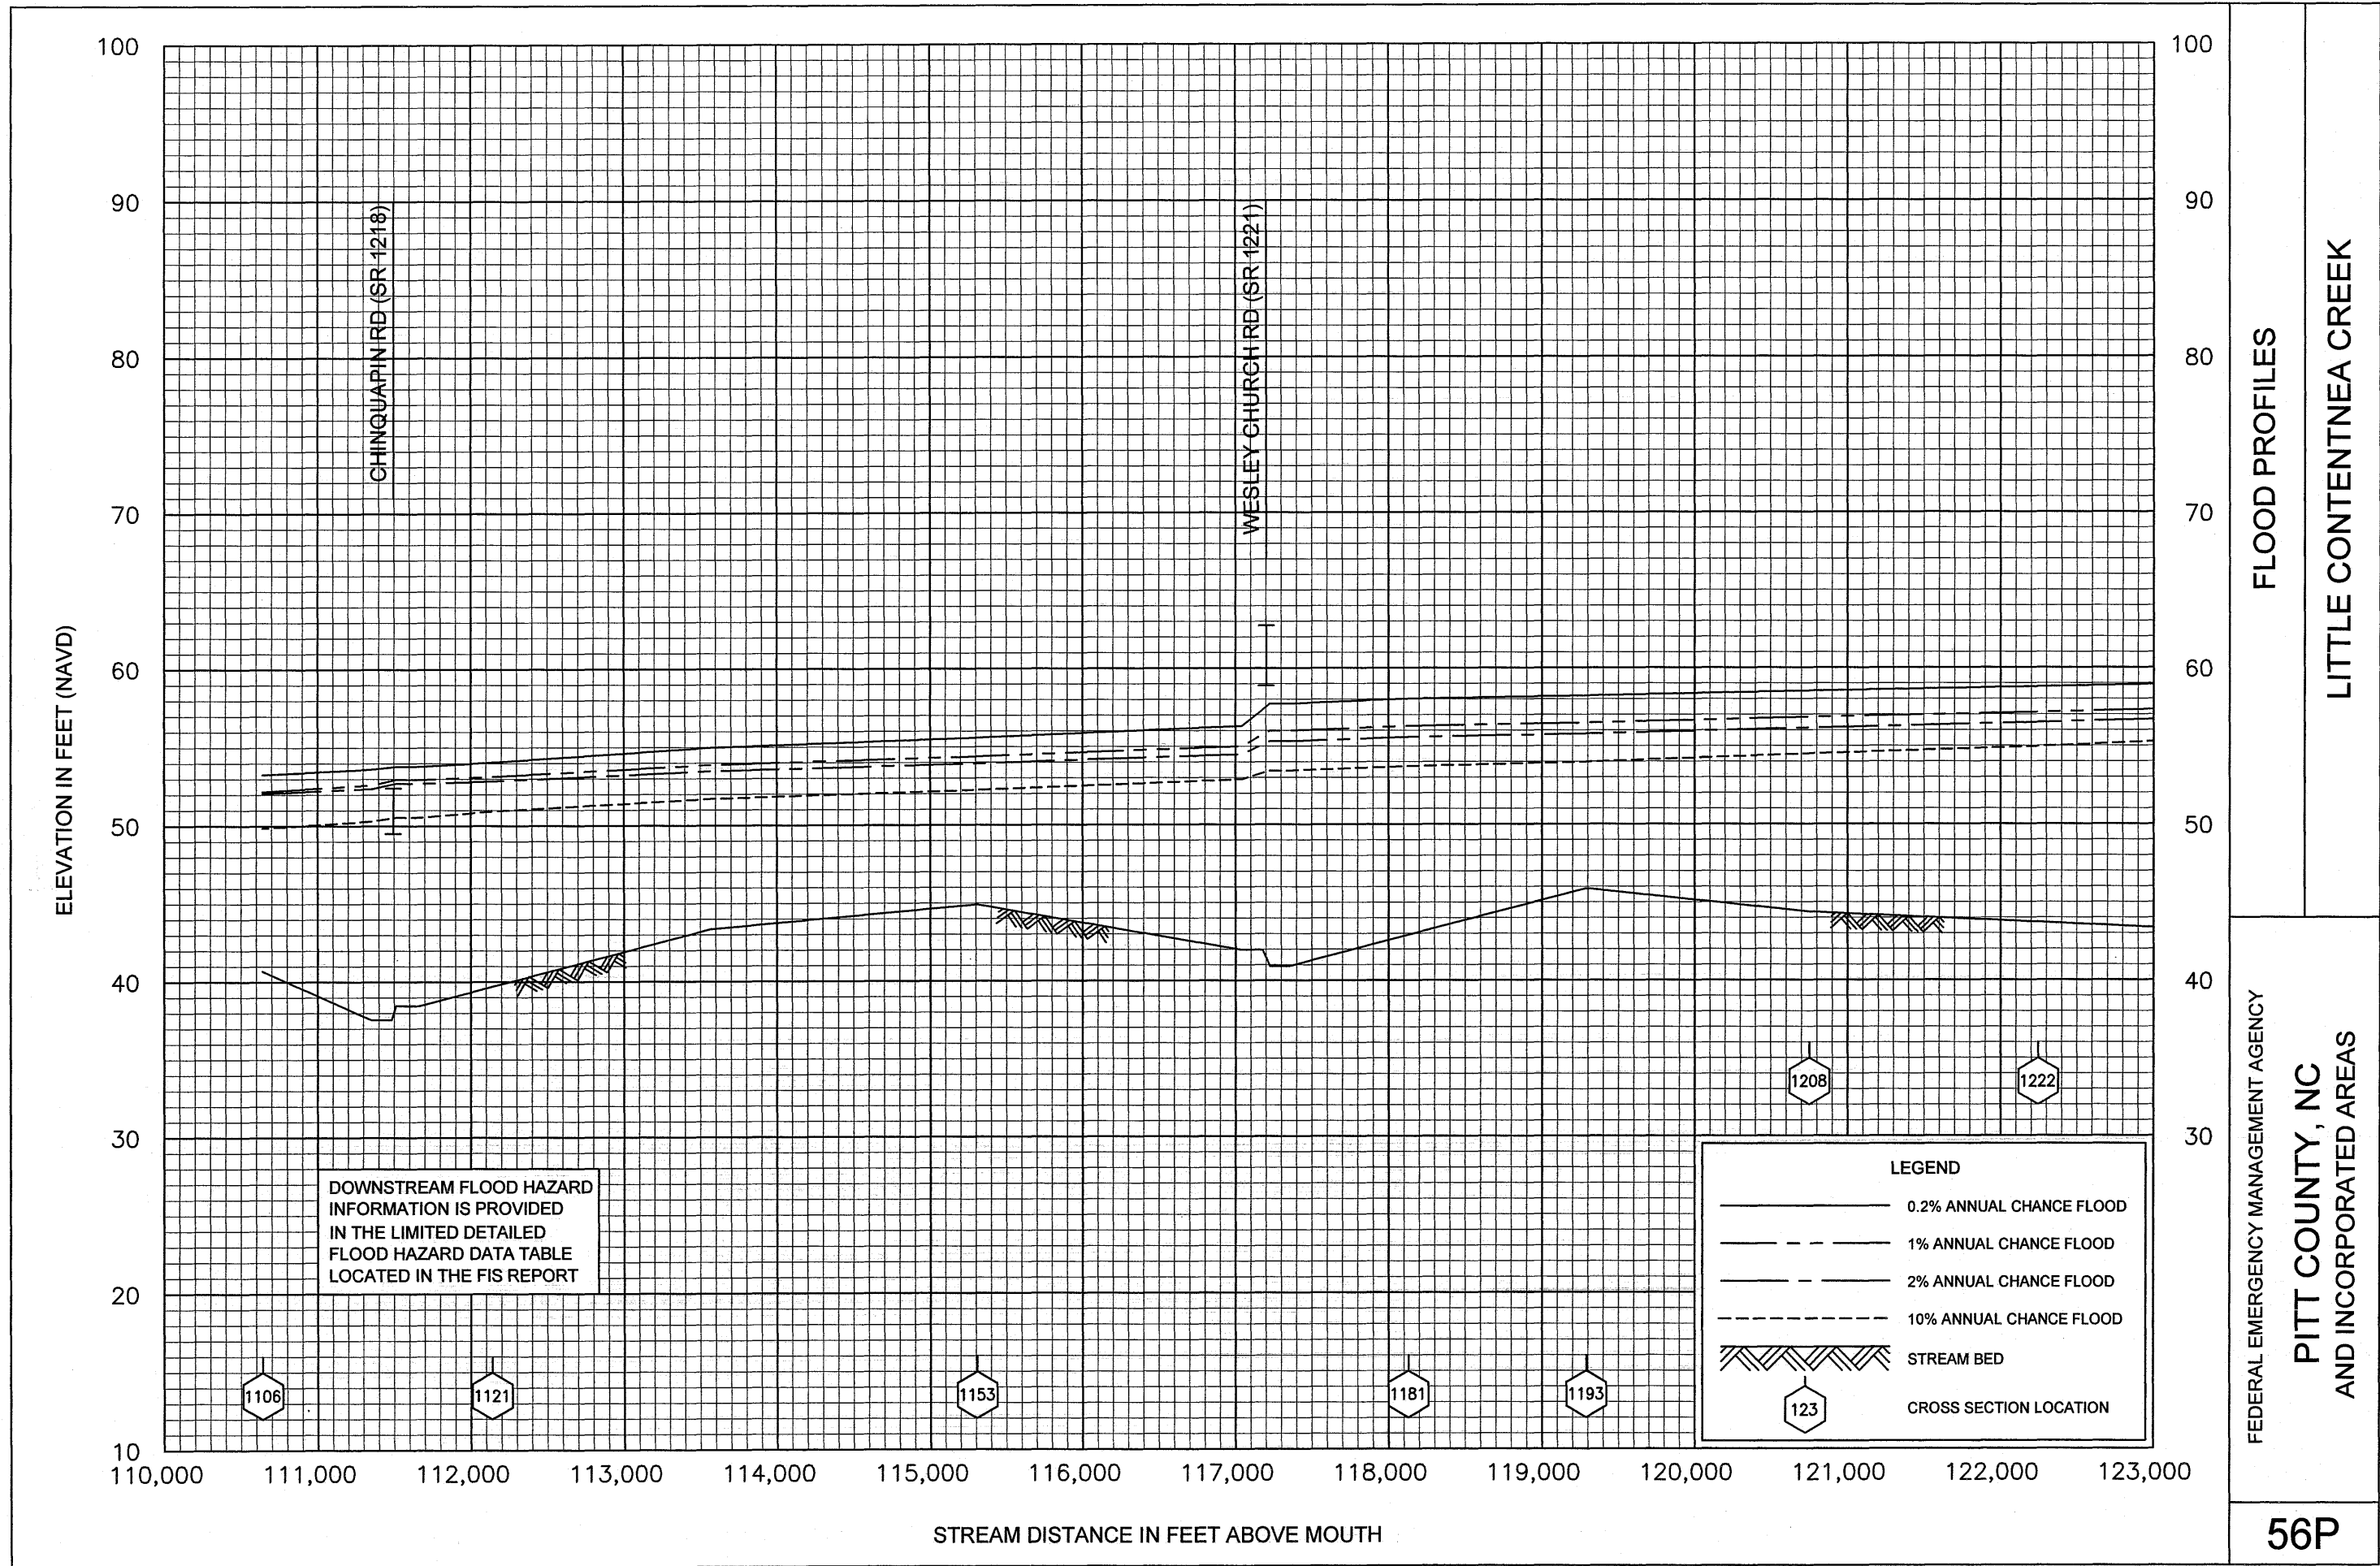 100
90
80
70
60
50
40
30
20
10
ELEVATION IN FEET (NAVD)
CHINQUAPIN RD (SR 1218)
WESLEY CHURCH RD (SR 1221)
100
90
80
70
60
50
40
30
1208
1222
DOWNSTREAM FLOOD HAZARD
INFORMATION IS PROVIDED
IN THE LIMITED DETAILED
FLOOD HAZARD DATA TABLE
LOCATED IN THE FIS REPORT
1106
1121
1153
1181
1193
LEGEND
0.2% ANNUAL CHANCE FLOOD
1% ANNUAL CHANCE FLOOD
2% ANNUAL CHANCE FLOOD
10% ANNUAL CHANCE FLOOD
STREAM BED
123 CROSS SECTION LOCATION
110,000 111,000 112,000 113,000 114,000 115,000 116,000 117,000 118,000 119,000 120,000 121,000 122,000 123,000
STREAM DISTANCE IN FEET ABOVE MOUTH
FLOOD PROFILES
LITTLE CONTENTNEA CREEK
FEDERAL EMERGENCY MANAGEMENT AGENCY
PITT COUNTY, NC
AND INCORPORATED AREAS
56P